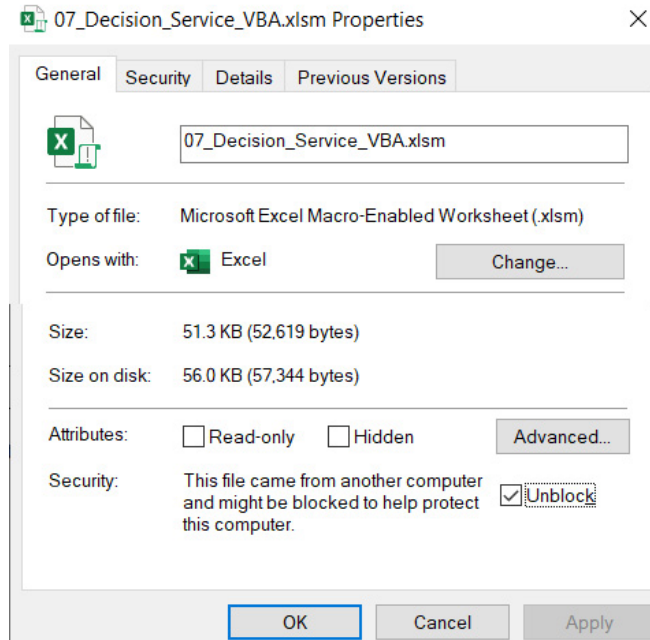 07_Decision_Service_VBA.xlsm Properties
General Security Details Previous Versions
07_Decision_Service_VBA.xlsm
Type of file: Microsoft Excel Macro-Enabled Worksheet (.xlsm)
Opens with: Excel Change...
Size: 51.3 KB (52,619 bytes)
Size on disk: 56.0 KB (57,344 bytes)
Attributes: Read-only Hidden Advanced...
Security: This file came from another computer
and might be blocked to help protect Unblock
this computer.
OK Cancel Apply